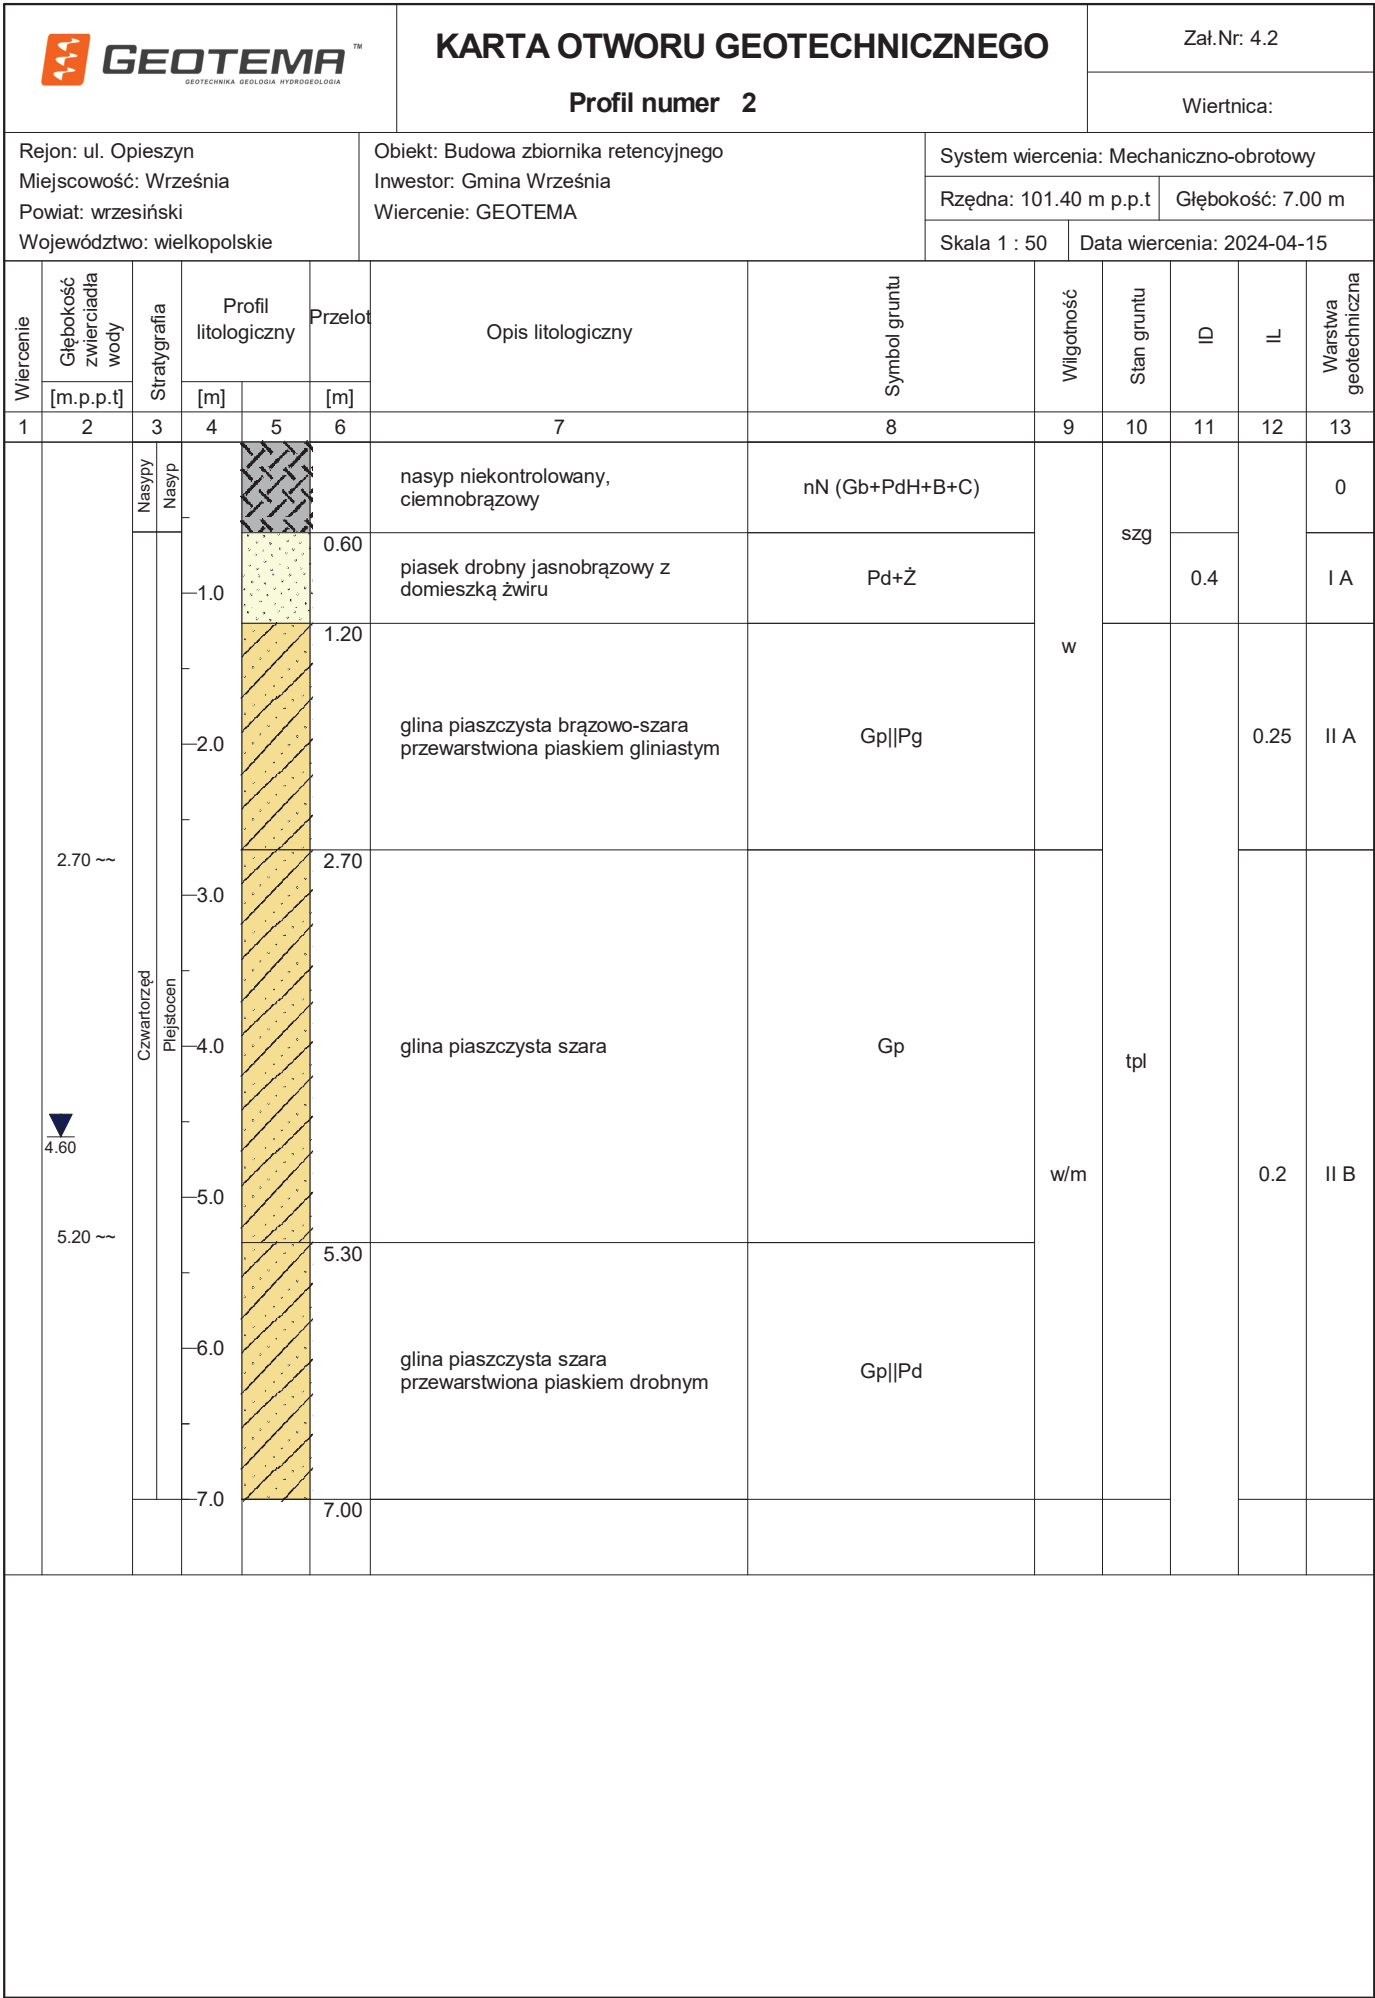 GEOTEMA™
GEOTECHNIKA GEOLOGIA HYDROGEOLOGIA
KARTA OTWORU GEOTECHNICZNEGO
Profil numer 2
Zał.Nr: 4.2
Wiertnica:
Rejon: ul. Opieszyn
Miejscowość: Września
Powiat: wrzesiński
Województwo: wielkopolskie
Obiekt: Budowa zbiornika retencyjnego
Inwestor: Gmina Września
Wiercenie: GEOTEMA
System wiercenia: Mechaniczno-obrotowy
Rzędna: 101.40 m p.p.t
Głębokość: 7.00 m
Skala 1 : 50
Data wiercenia: 2024-04-15
Wiercenie
Głębokość
zwierciadła
wody
[m.p.p.t]
Stratygrafia
Profil
litologiczny
[m]
Przelot
[m]
Opis litologiczny
Symbol gruntu
Wilgotność
Stan gruntu
ID
IL
Warstwa
geotechniczna
1 2 3 4 5 6 7 8 9 10 11 12 13
Nasypy
Nasyp
nasyp niekontrolowany,
ciemnobrązowy
nN (Gb+PdH+B+C)
0
szg
0.60
1.0
piasek drobny jasnobrązowy z
domieszką żwiru
Pd+Ż
0.4
I A
1.20
w
2.0
glina piaszczysta brązowo-szara
przewarstwiona piaskiem gliniastym
Gp||Pg
0.25
II A
2.70 ~~
2.70
3.0
Czwartorzęd
Plejstocen
4.0
glina piaszczysta szara
Gp
tpl
4.60
w/m
0.2
II B
5.0
5.20 ~~
5.30
6.0
glina piaszczysta szara
przewarstwiona piaskiem drobnym
Gp||Pd
7.0
7.00